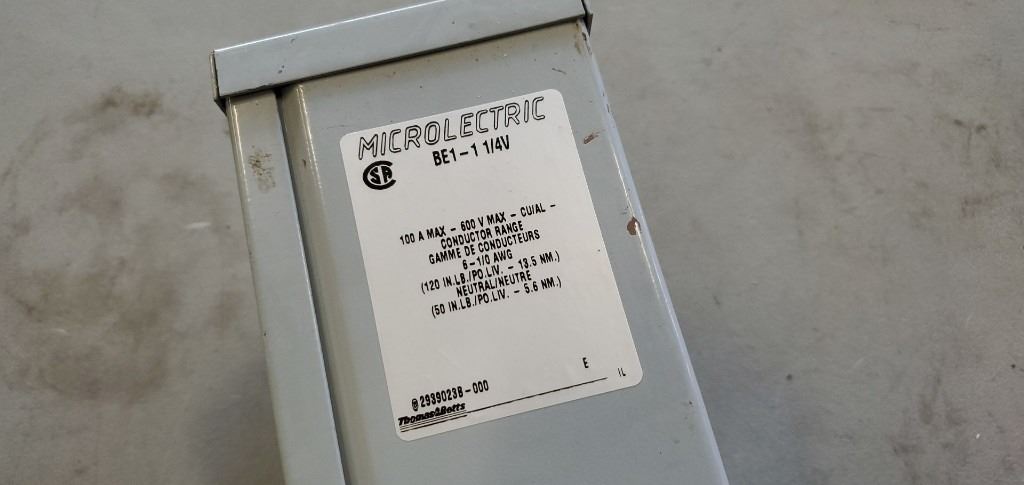 MICROLECTRIC
BE1-1 1/4V
CSA
100 A MAX - 600 V MAX - CU/AL -
CONDUCTOR RANGE
GAMME DE CONDUCTEURS
6-1/0 AWG
(120 IN.LB./PO.LIV. - 13.5 NM.)
NEUTRAL/NEUTRE
(50 IN.LB./PO.LIV. - 5.6 NM.)
E
IL
@ 2939023B-000
Thomas&Betts